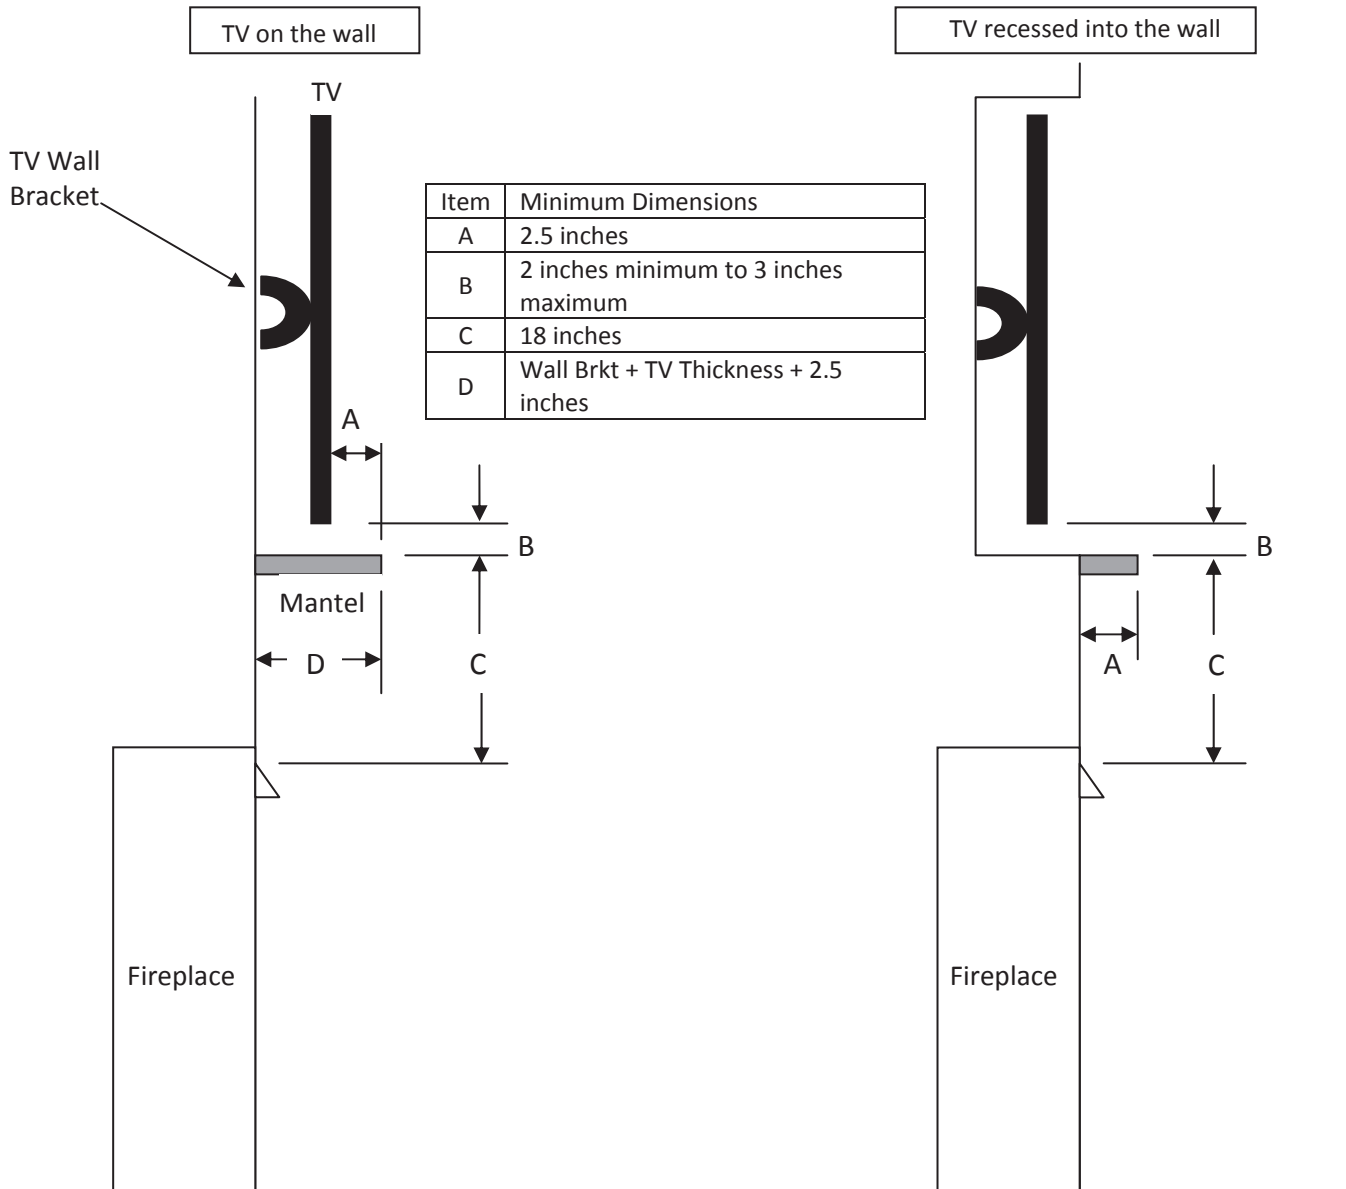 TV on the wall
TV recessed into the wall
TV
TV Wall
Bracket
Item Minimum Dimensions
A 2.5 inches
B 2 inches minimum to 3 inches
maximum
C 18 inches
D Wall Brkt + TV Thickness + 2.5
inches
A
B
Mantel
D
C
Fireplace
B
A
C
Fireplace